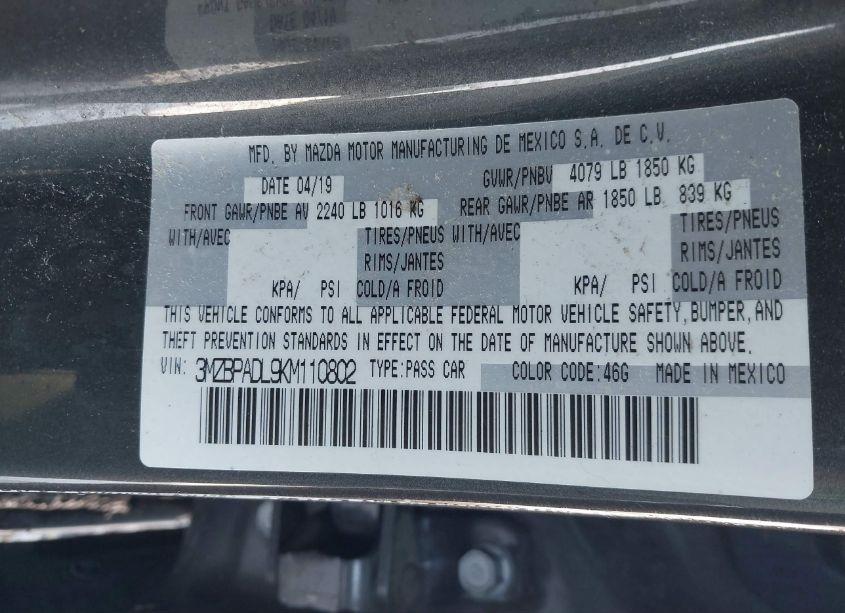 MFD. BY MAZDA MOTOR MANUFACTURING DE MEXICO S.A. DE C.V.
DATE 04/19 GVWR/PNBV 4079 LB 1850 KG
FRONT GAWR/PNBE AV 2240 LB 1016 KG REAR GAWR/PNBE AR 1850 LB 839 KG
WITH/AVEC TIRES/PNEUS WITH/AVEC TIRES/PNEUS
RIMS/JANTES RIMS/JANTES
KPA/ PSI COLD/A FROID KPA/ PSI COLD/A FROID
THIS VEHICLE CONFORMS TO ALL APPLICABLE FEDERAL MOTOR VEHICLE SAFETY, BUMPER, AND
THEFT PREVENTION STANDARDS IN EFFECT ON THE DATE OF MANUFACTURE SHOWN ABOVE.
VIN: 3MZBPADL9KM110802 TYPE:PASS CAR COLOR CODE:46G MADE IN MEXICO